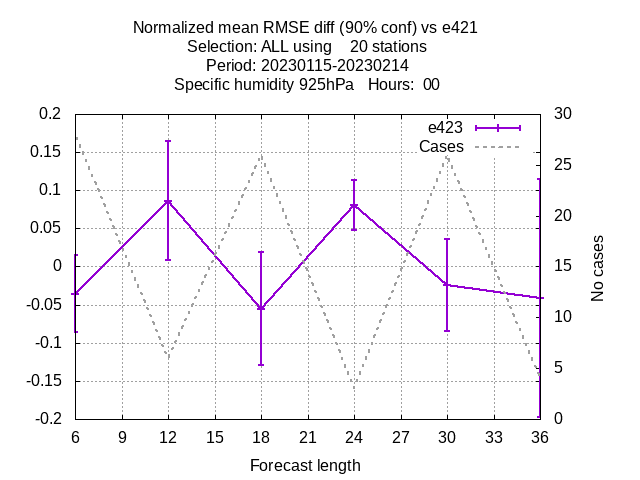 Normalized mean RMSE diff (90% conf) vs e421
Selection: ALL using    20 stations
Period: 20230115-20230214
Specific humidity 925hPa   Hours:  00
0.2
0.15
0.1
0.05
0
-0.05
-0.1
-0.15
-0.2
e423
Cases
30
25
20
15
10
5
0
No cases
6 9 12 15 18 21 24 27 30 33 36
Forecast length